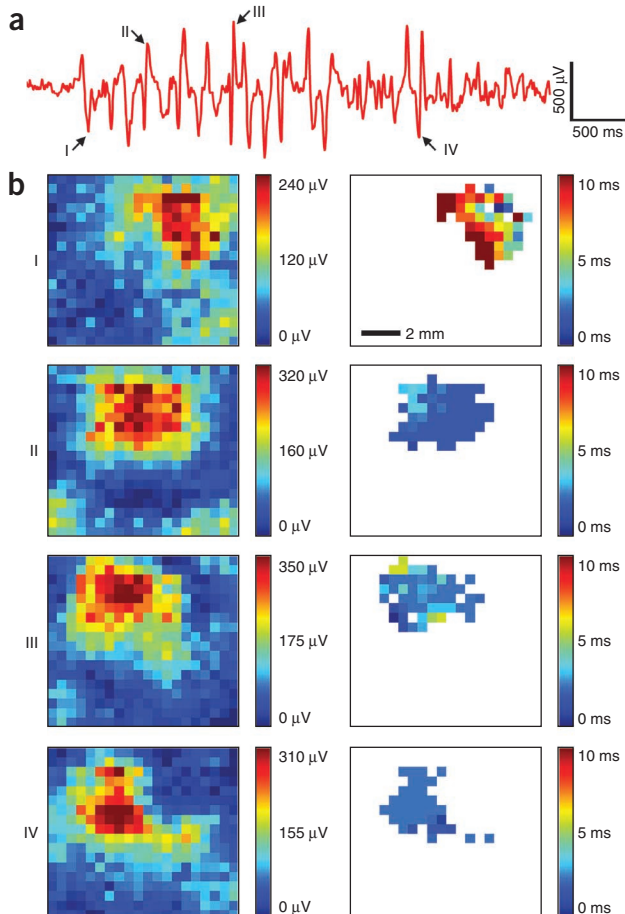 a
III
II
I
IV
500 µV
500 ms
b
240 µV
120 µV
0 µV
10 ms
5 ms
0 ms
I
2 mm
320 µV
160 µV
0 µV
10 ms
5 ms
0 ms
II
350 µV
175 µV
0 µV
10 ms
5 ms
0 ms
III
310 µV
155 µV
0 µV
10 ms
5 ms
0 ms
IV